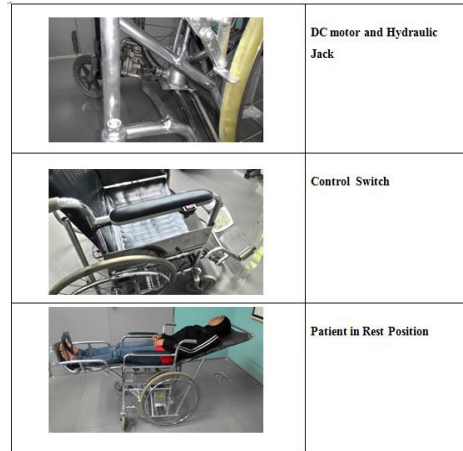 DC motor and Hydraulic
Jack
Control Switch
Patient in Rest Position